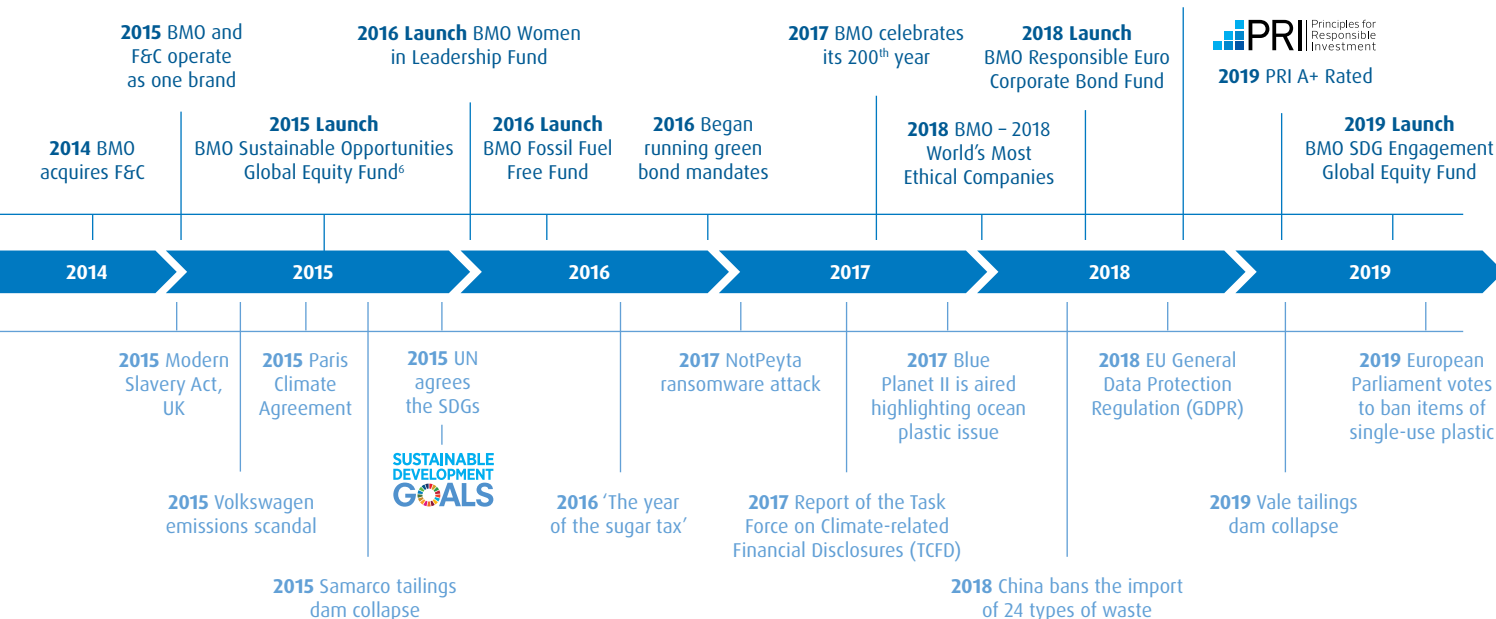 2015 BMO and
F&C operate
as one brand
2016 Launch BMO Women
in Leadership Fund
2017 BMO celebrates
its 200th year
2018 Launch
BMO Responsible Euro
Corporate Bond Fund
PRI Principles for
Responsible
Investment
2019 PRI A+ Rated
2014 BMO
acquires F&C
2015 Launch
BMO Sustainable Opportunities
Global Equity Fund6
2016 Launch
BMO Fossil Fuel
Free Fund
2016 Began
running green
bond mandates
2018 BMO – 2018
World's Most
Ethical Companies
2019 Launch
BMO SDG Engagement
Global Equity Fund
2014
2015
2016
2017
2018
2019
2015 Modern
Slavery Act,
UK
2015 Paris
Climate
Agreement
2015 UN
agrees
the SDGs
SUSTAINABLE
DEVELOPMENT
GOALS
2017 NotPeyta
ransomware attack
2017 Blue
Planet II is aired
highlighting ocean
plastic issue
2018 EU General
Data Protection
Regulation (GDPR)
2019 European
Parliament votes
to ban items of
single-use plastic
2015 Volkswagen
emissions scandal
2016 ‘The year
of the sugar tax’
2017 Report of the Task
Force on Climate-related
Financial Disclosures (TCFD)
2019 Vale tailings
dam collapse
2015 Samarco tailings
dam collapse
2018 China bans the import
of 24 types of waste